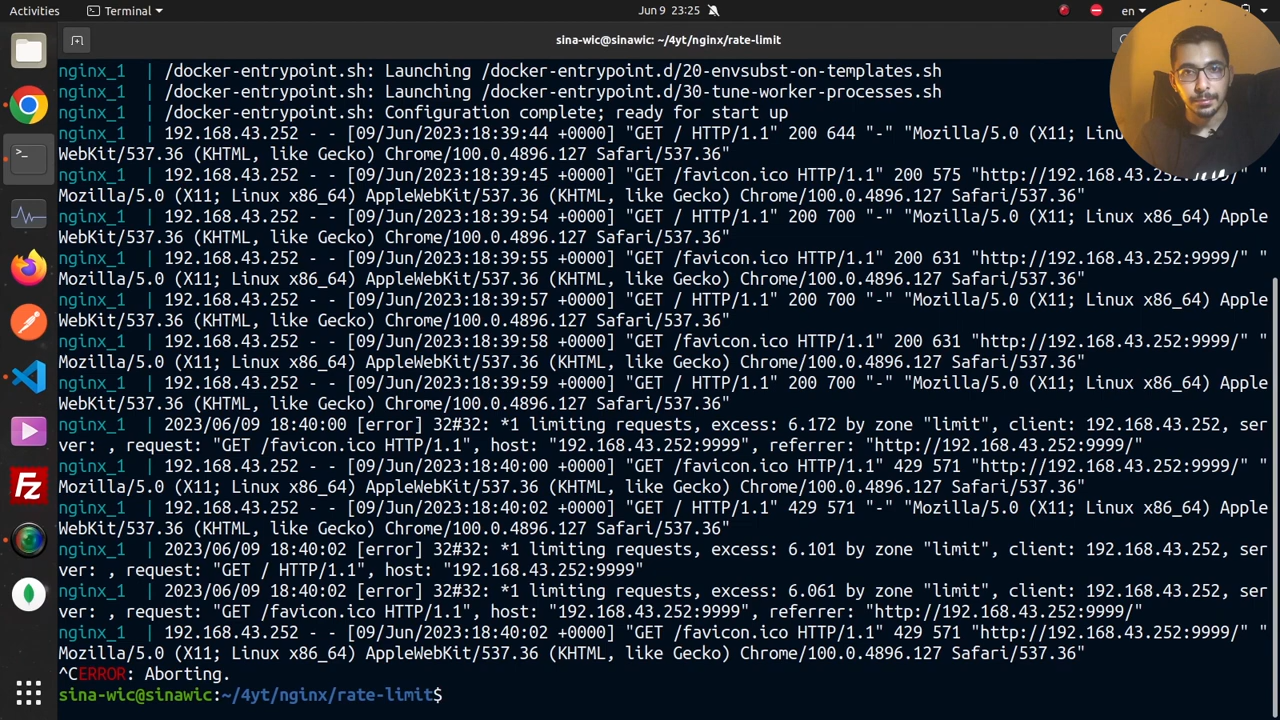 Activities
Terminal
Jun 9 23:25
en
sina-wic@sinawic: ~/4yt/nginx/rate-limit
nginx_1 | /docker-entrypoint.sh: Launching /docker-entrypoint.d/20-envsubst-on-templates.sh
nginx_1 | /docker-entrypoint.sh: Launching /docker-entrypoint.d/30-tune-worker-processes.sh
nginx_1 | /docker-entrypoint.sh: Configuration complete; ready for start up
nginx_1 | 192.168.43.252 - - [09/Jun/2023:18:39:44 +0000] "GET / HTTP/1.1" 200 644 "-" "Mozilla/5.0 (X11;
WebKit/537.36 (KHTML, like Gecko) Chrome/100.0.4896.127 Safari/537.36"
nginx_1 | 192.168.43.252 - - [09/Jun/2023:18:39:45 +0000] "GET /favicon.ico HTTP/1.1" 200 575 "http://192.168.43.252:9999/" "
Mozilla/5.0 (X11; Linux x86_64) AppleWebKit/537.36 (KHTML, like Gecko) Chrome/100.0.4896.127 Safari/537.36"
nginx_1 | 192.168.43.252 - - [09/Jun/2023:18:39:54 +0000] "GET / HTTP/1.1" 200 700 "-" "Mozilla/5.0 (X11; Linux x86_64) Apple
WebKit/537.36 (KHTML, like Gecko) Chrome/100.0.4896.127 Safari/537.36"
nginx_1 | 192.168.43.252 - - [09/Jun/2023:18:39:55 +0000] "GET /favicon.ico HTTP/1.1" 200 631 "http://192.168.43.252:9999/" "
Mozilla/5.0 (X11; Linux x86_64) AppleWebKit/537.36 (KHTML, like Gecko) Chrome/100.0.4896.127 Safari/537.36"
nginx_1 | 192.168.43.252 - - [09/Jun/2023:18:39:57 +0000] "GET / HTTP/1.1" 200 700 "-" "Mozilla/5.0 (X11; Linux x86_64) Apple
WebKit/537.36 (KHTML, like Gecko) Chrome/100.0.4896.127 Safari/537.36"
nginx_1 | 192.168.43.252 - - [09/Jun/2023:18:39:58 +0000] "GET /favicon.ico HTTP/1.1" 200 631 "http://192.168.43.252:9999/" "
Mozilla/5.0 (X11; Linux x86_64) AppleWebKit/537.36 (KHTML, like Gecko) Chrome/100.0.4896.127 Safari/537.36"
nginx_1 | 192.168.43.252 - - [09/Jun/2023:18:39:59 +0000] "GET / HTTP/1.1" 200 700 "-" "Mozilla/5.0 (X11; Linux x86_64) Apple
WebKit/537.36 (KHTML, like Gecko) Chrome/100.0.4896.127 Safari/537.36"
nginx_1 | 2023/06/09 18:40:00 [error] 32#32: *1 limiting requests, excess: 6.172 by zone "limit", client: 192.168.43.252, ser
ver: , request: "GET /favicon.ico HTTP/1.1", host: "192.168.43.252:9999", referrer: "http://192.168.43.252:9999/"
nginx_1 | 192.168.43.252 - - [09/Jun/2023:18:40:00 +0000] "GET /favicon.ico HTTP/1.1" 429 571 "http://192.168.43.252:9999/" "
Mozilla/5.0 (X11; Linux x86_64) AppleWebKit/537.36 (KHTML, like Gecko) Chrome/100.0.4896.127 Safari/537.36"
nginx_1 | 192.168.43.252 - - [09/Jun/2023:18:40:02 +0000] "GET / HTTP/1.1" 429 571 "-" "Mozilla/5.0 (X11; Linux x86_64) Apple
WebKit/537.36 (KHTML, like Gecko) Chrome/100.0.4896.127 Safari/537.36"
nginx_1 | 2023/06/09 18:40:02 [error] 32#32: *1 limiting requests, excess: 6.101 by zone "limit", client: 192.168.43.252, ser
ver: , request: "GET / HTTP/1.1", host: "192.168.43.252:9999"
nginx_1 | 2023/06/09 18:40:02 [error] 32#32: *1 limiting requests, excess: 6.061 by zone "limit", client: 192.168.43.252, ser
ver: , request: "GET /favicon.ico HTTP/1.1", host: "192.168.43.252:9999", referrer: "http://192.168.43.252:9999/"
nginx_1 | 192.168.43.252 - - [09/Jun/2023:18:40:02 +0000] "GET /favicon.ico HTTP/1.1" 429 571 "http://192.168.43.252:9999/" "
Mozilla/5.0 (X11; Linux x86_64) AppleWebKit/537.36 (KHTML, like Gecko) Chrome/100.0.4896.127 Safari/537.36"
^CERROR: Aborting.
sina-wic@sinawic:~/4yt/nginx/rate-limit$